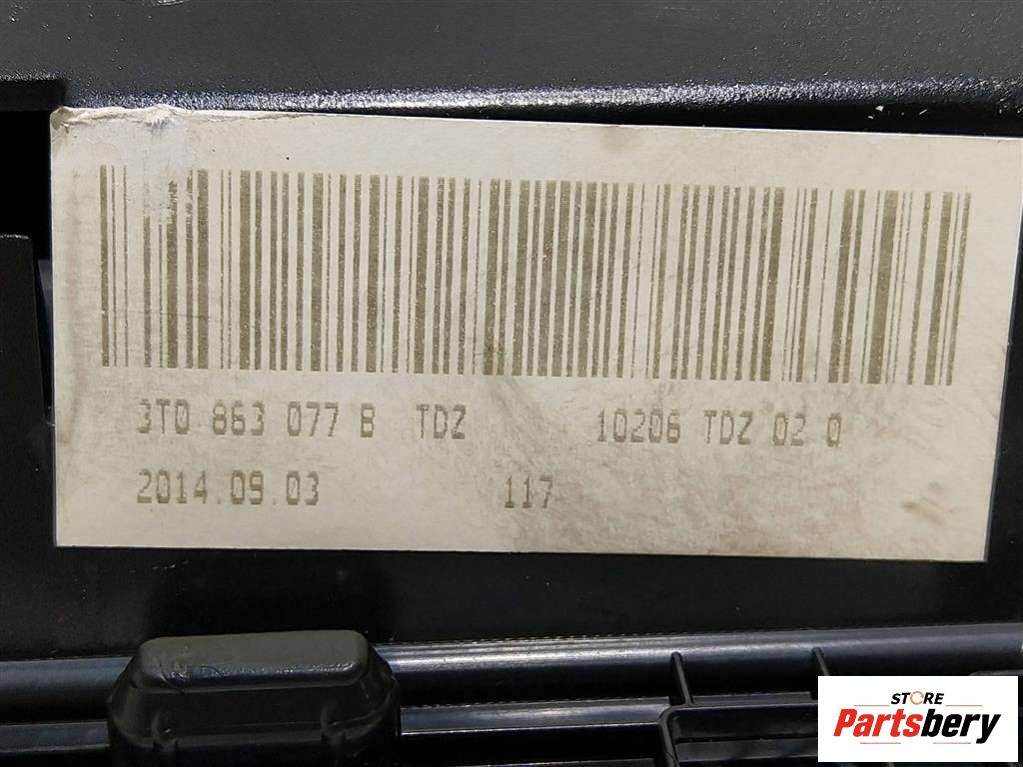 3T0 863 077 B TDZ 10206 TDZ 02 0
2014.09.03 117
STORE
Partsbery